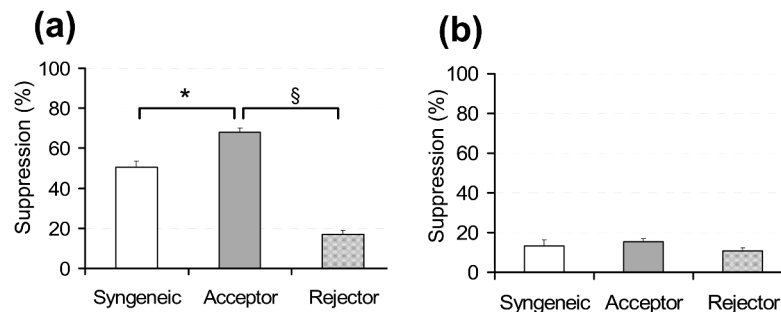 (a)
Suppression (%)
100
80
60
40
20
0
*
§
Syngeneic Acceptor Rejector
(b)
Suppression (%)
100
80
60
40
20
0
Syngeneic Acceptor Rejector